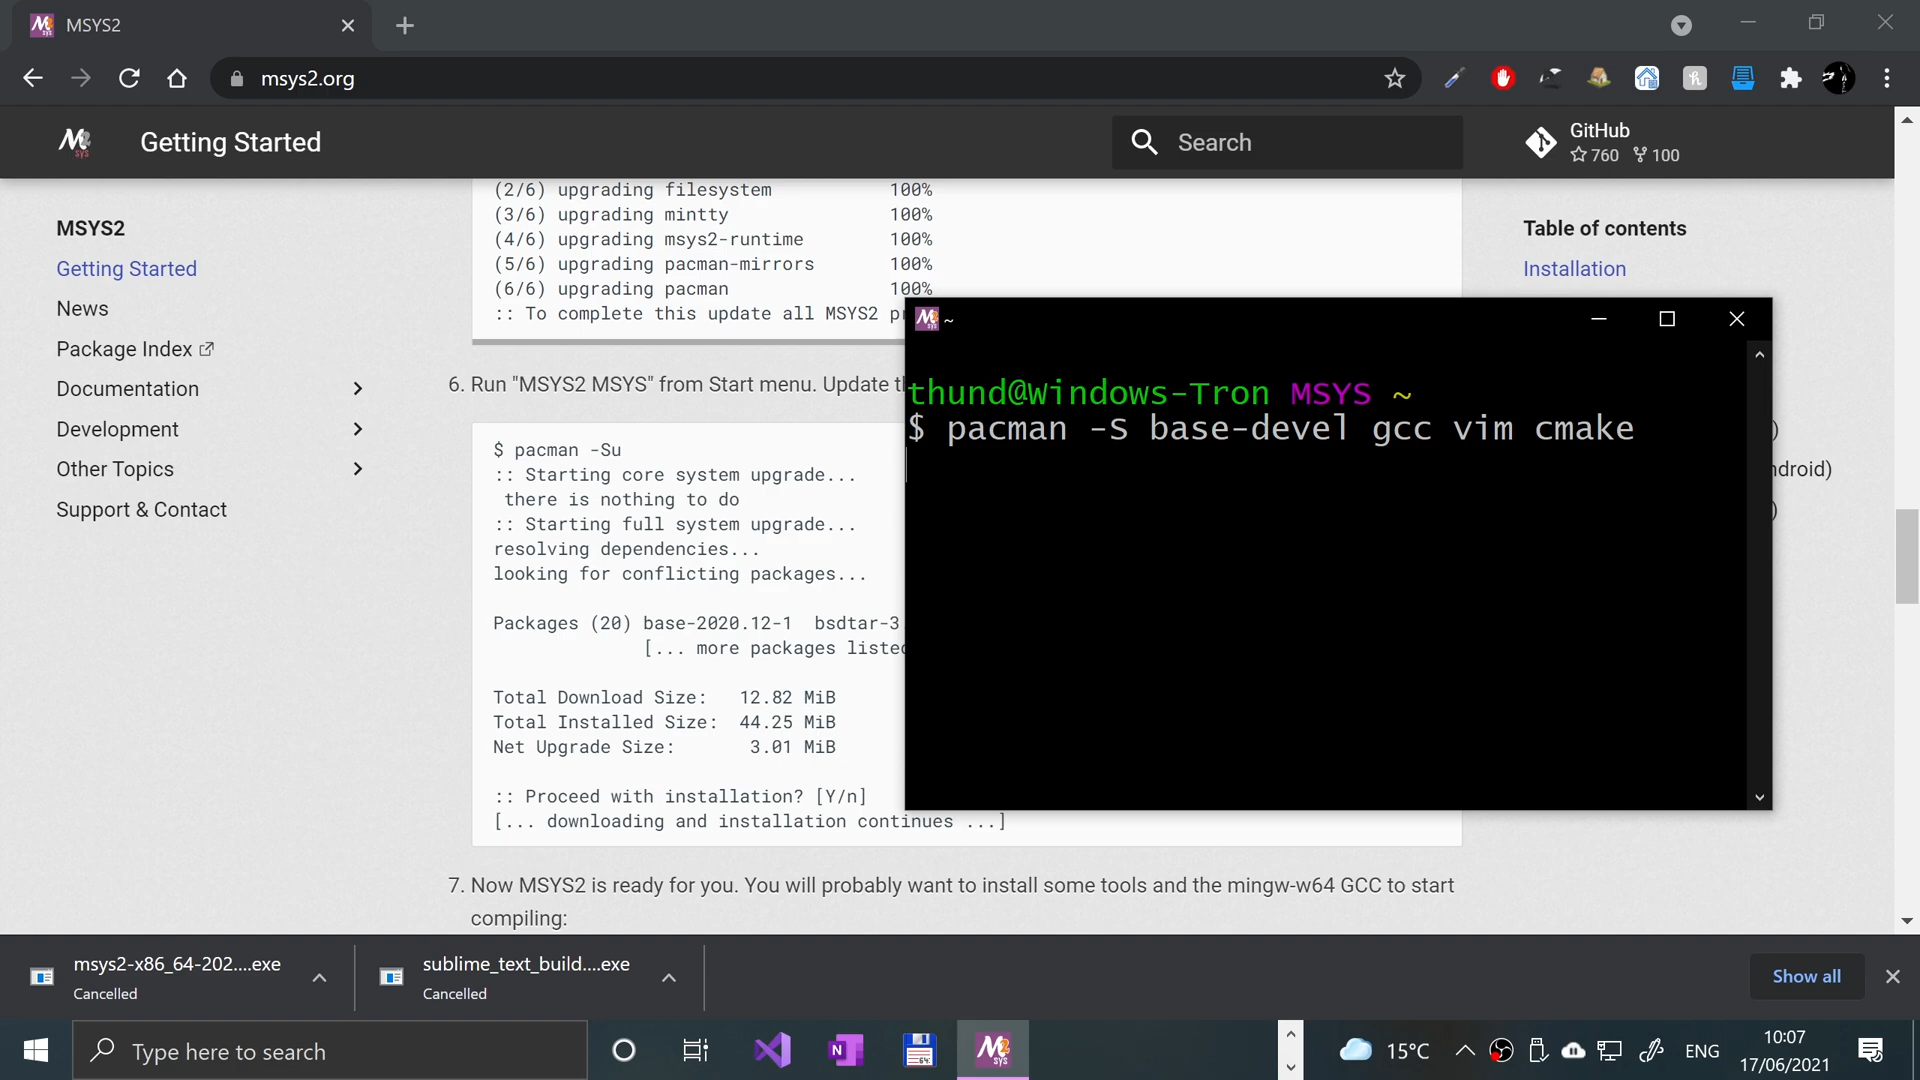 MSYS2
msys2.org
Getting Started
Search
GitHub
760 100
MSYS2
Getting Started
News
Package Index
Documentation
Development
Other Topics
Support & Contact
(2/6) upgrading filesystem 100%
(3/6) upgrading mintty 100%
(4/6) upgrading msys2-runtime 100%
(5/6) upgrading pacman-mirrors 100%
(6/6) upgrading pacman 100%
:: To complete this update all MSYS2 pr
6. Run "MSYS2 MSYS" from Start menu. Update th
$ pacman -Su
:: Starting core system upgrade...
there is nothing to do
:: Starting full system upgrade...
resolving dependencies...
looking for conflicting packages...
Packages (20) base-2020.12-1 bsdtar-3
[... more packages listed
Total Download Size: 12.82 MiB
Total Installed Size: 44.25 MiB
Net Upgrade Size: 3.01 MiB
:: Proceed with installation? [Y/n]
[... downloading and installation continues ...]
7. Now MSYS2 is ready for you. You will probably want to install some tools and the mingw-w64 GCC to start
compiling:
Table of contents
Installation
)
ndroid)
)
~
thund@Windows-Tron MSYS ~
$ pacman -S base-devel gcc vim cmake
msys2-x86_64-202....exe
Cancelled
sublime_text_build....exe
Cancelled
Show all
Type here to search
15°C
ENG
10:07
17/06/2021